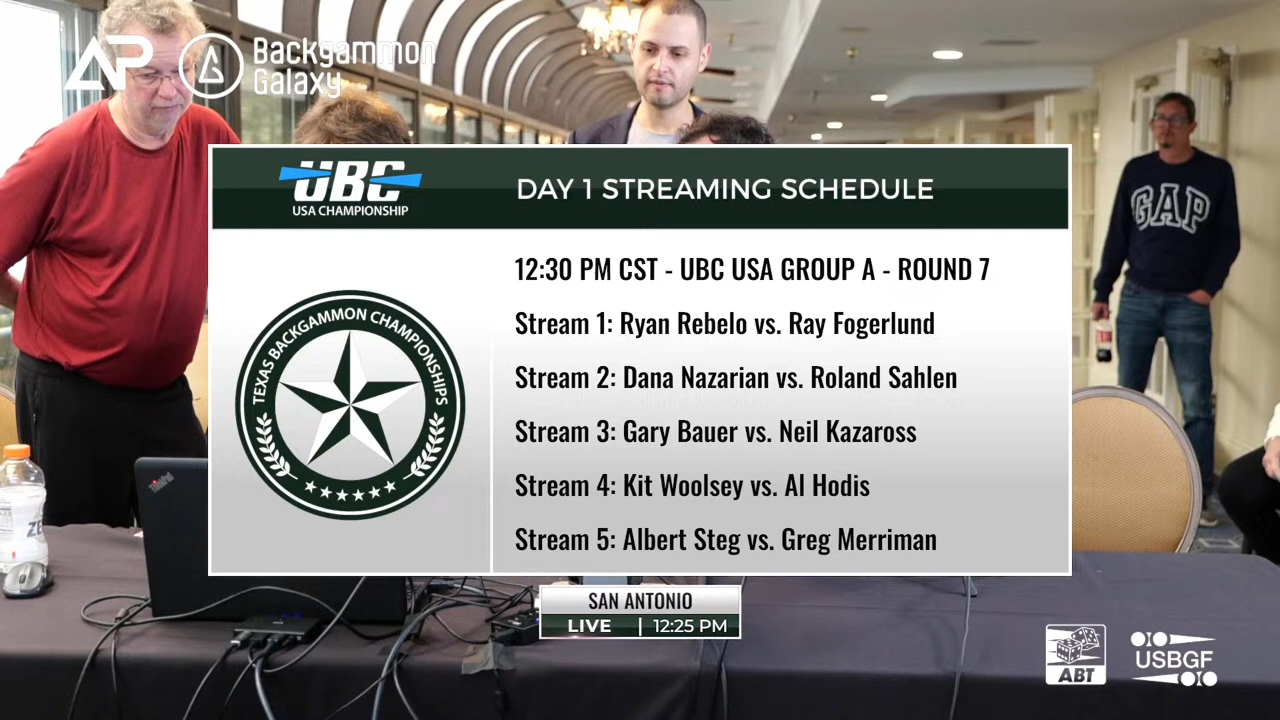 AP
Backgammon
Galaxy
UBC
USA CHAMPIONSHIP
DAY 1 STREAMING SCHEDULE
GAP
12:30 PM CST - UBC USA GROUP A - ROUND 7
Stream 1: Ryan Rebelo vs. Ray Fogerlund
Stream 2: Dana Nazarian vs. Roland Sahlen
Stream 3: Gary Bauer vs. Neil Kazaross
Stream 4: Kit Woolsey vs. Al Hodis
Stream 5: Albert Steg vs. Greg Merriman
TEXAS BACKGAMMON CHAMPIONSHIPS
ThinkPad
SAN ANTONIO
LIVE | 12:25 PM
ABT
USBGF